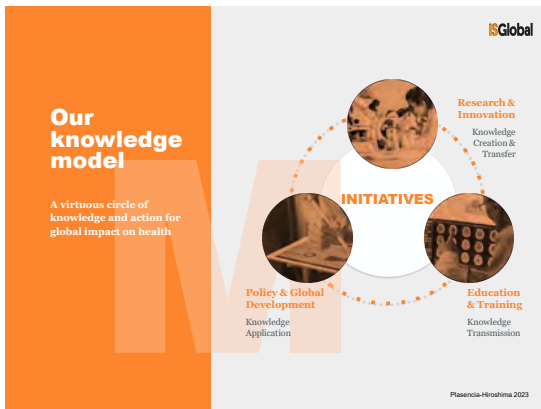 ISGlobal
Our
knowledge
model
A virtuous circle of
knowledge and action for
global impact on health
M
Research &
Innovation
Knowledge
Creation &
Transfer
INITIATIVES
Policy & Global
Development
Knowledge
Application
Education
& Training
Knowledge
Transmission
Plasencia-Hiroshima 2023